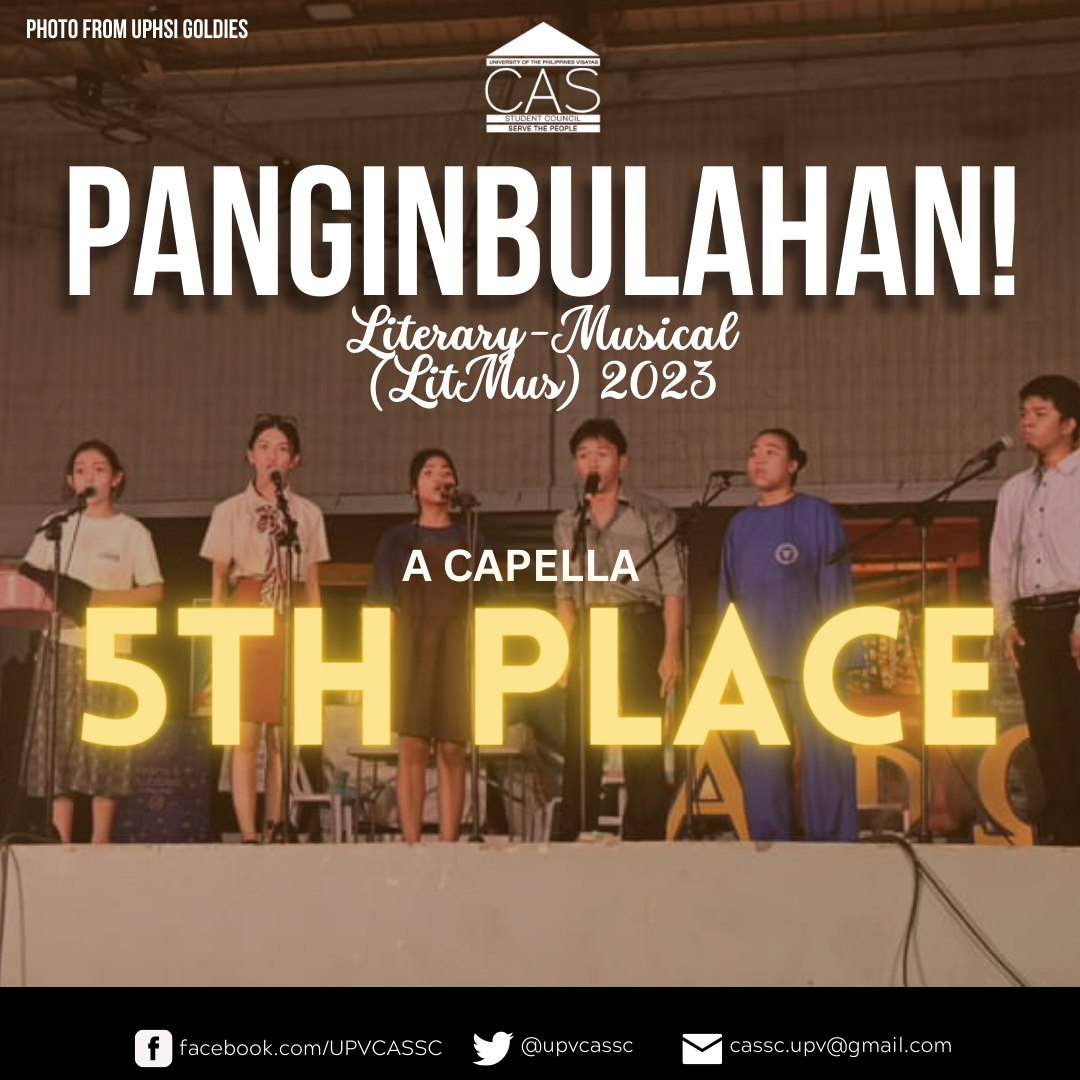 PHOTO FROM UPHSI GOLDIES
UNIVERSITY OF THE PHILIPPINES VISAYAS
CAS
STUDENT COUNCIL
SERVE THE PEOPLE
PANGINBULAHAN!
Literary-Musical
(LitMus) 2023
A CAPELLA
5TH PLACE
A D S
facebook.com/UPVCASSC
@upvcassc
cassc.upv@gmail.com